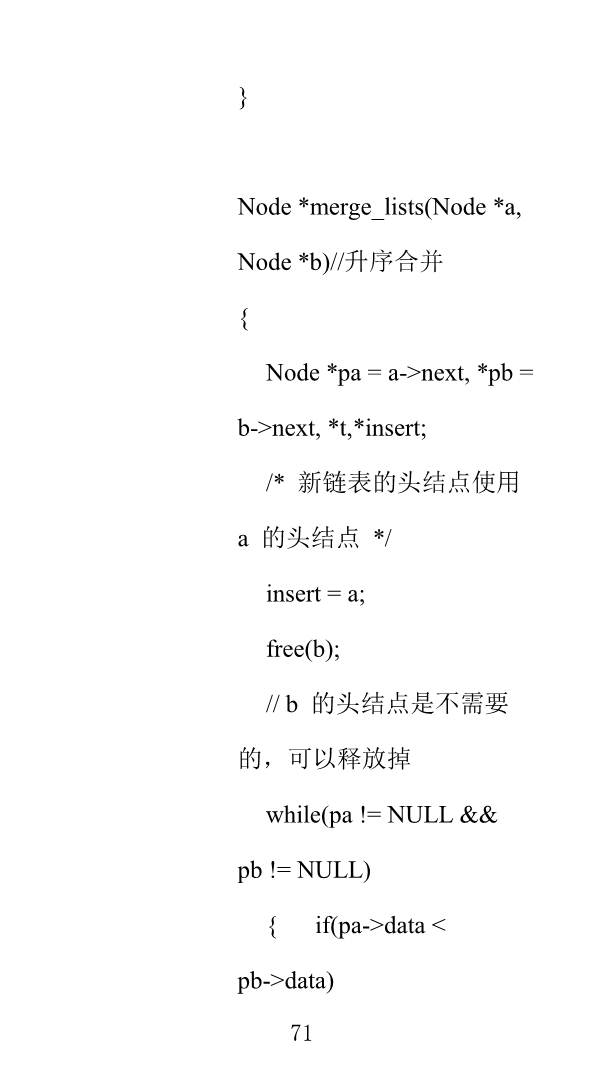 }
Node *merge_lists(Node *a,
Node *b)//升序合并
{
Node *pa = a->next, *pb =
b->next, *t,*insert;
/* 新链表的头结点使用
a 的头结点 */
insert = a;
free(b);
// b 的头结点是不需要
的，可以释放掉
while(pa != NULL &&
pb != NULL)
{ if(pa->data <
pb->data)
71